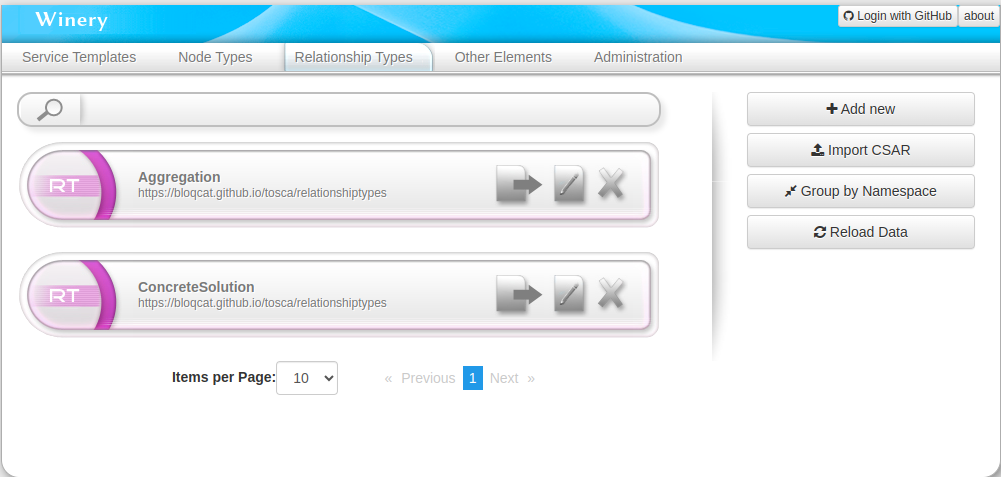 Winery
Login with GitHub about
Service Templates Node Types Relationship Types Other Elements Administration
Add new
Import CSAR
Group by Namespace
Reload Data
RT
Aggregation
https://bloqcat.github.io/tosca/relationshiptypes
RT
ConcreteSolution
https://bloqcat.github.io/tosca/relationshiptypes
Items per Page: 10 « Previous 1 Next »